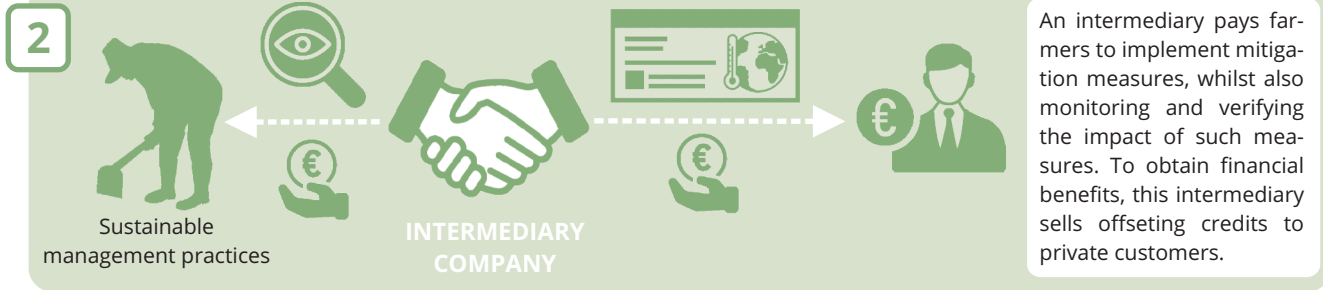 2
€
€
€
Sustainable
management practices
INTERMEDIARY
COMPANY
An intermediary pays far-
mers to implement mitiga-
tion measures, whilst also
monitoring and verifying
the impact of such mea-
sures. To obtain financial
benefits, this intermediary
sells offseting credits to
private customers.